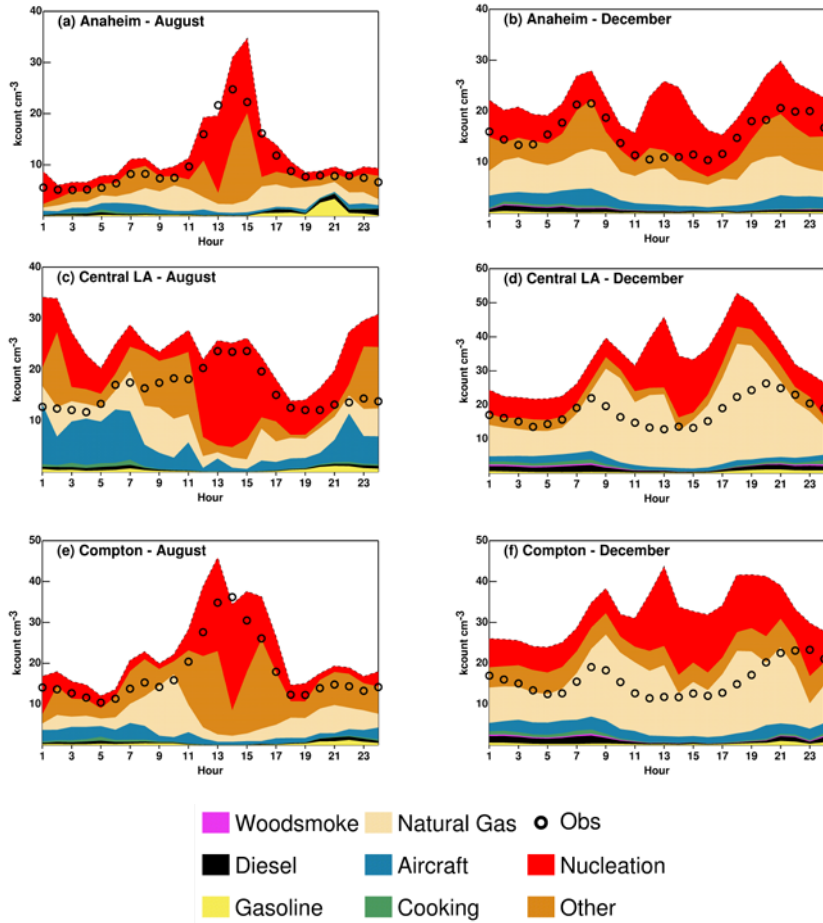 (a) Anaheim - August
kcount cm-3
40
30
20
10
1 3 5 7 9 11 13 15 17 19 21 23
Hour
(b) Anaheim - December
kcount cm-3
40
30
20
10
1 3 5 7 9 11 13 15 17 19 21 23
Hour
(c) Central LA - August
kcount cm-3
40
30
20
10
1 3 5 7 9 11 13 15 17 19 21 23
Hour
(d) Central LA - December
kcount cm-3
60
50
40
30
20
10
1 3 5 7 9 11 13 15 17 19 21 23
Hour
(e) Compton - August
kcount cm-3
50
40
30
20
10
1 3 5 7 9 11 13 15 17 19 21 23
Hour
(f) Compton - December
kcount cm-3
50
40
30
20
10
1 3 5 7 9 11 13 15 17 19 21 23
Hour
Woodsmoke Natural Gas Obs
Diesel Aircraft Nucleation
Gasoline Cooking Other